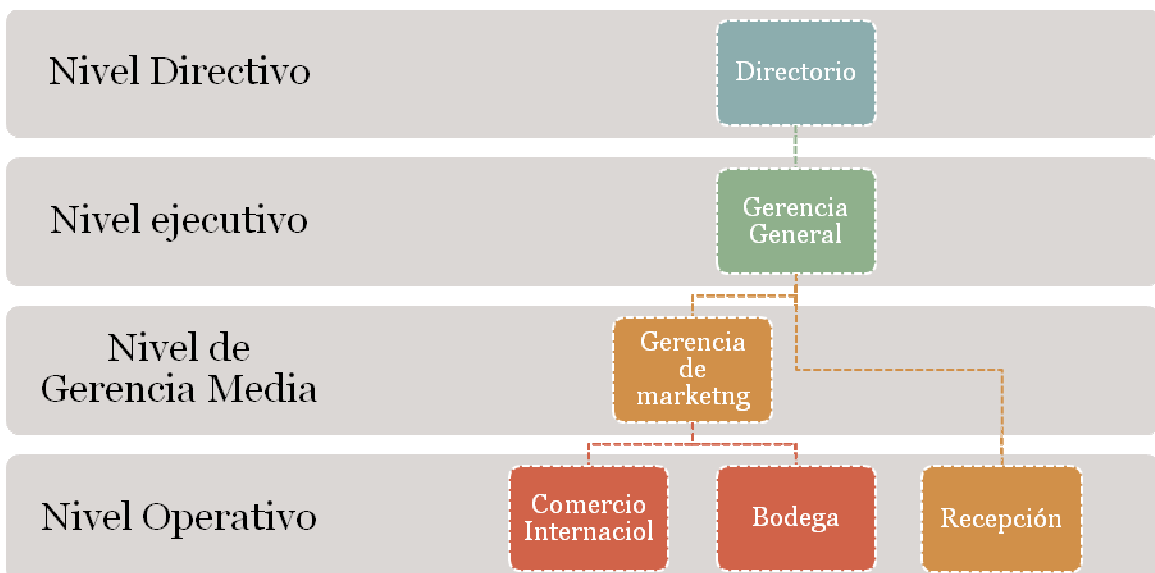 Nivel Directivo
Directorio
Nivel ejecutivo
Gerencia
General
Nivel de
Gerencia Media
Gerencia
de
marketng
Nivel Operativo
Comercio
Internaciol
Bodega
Recepción